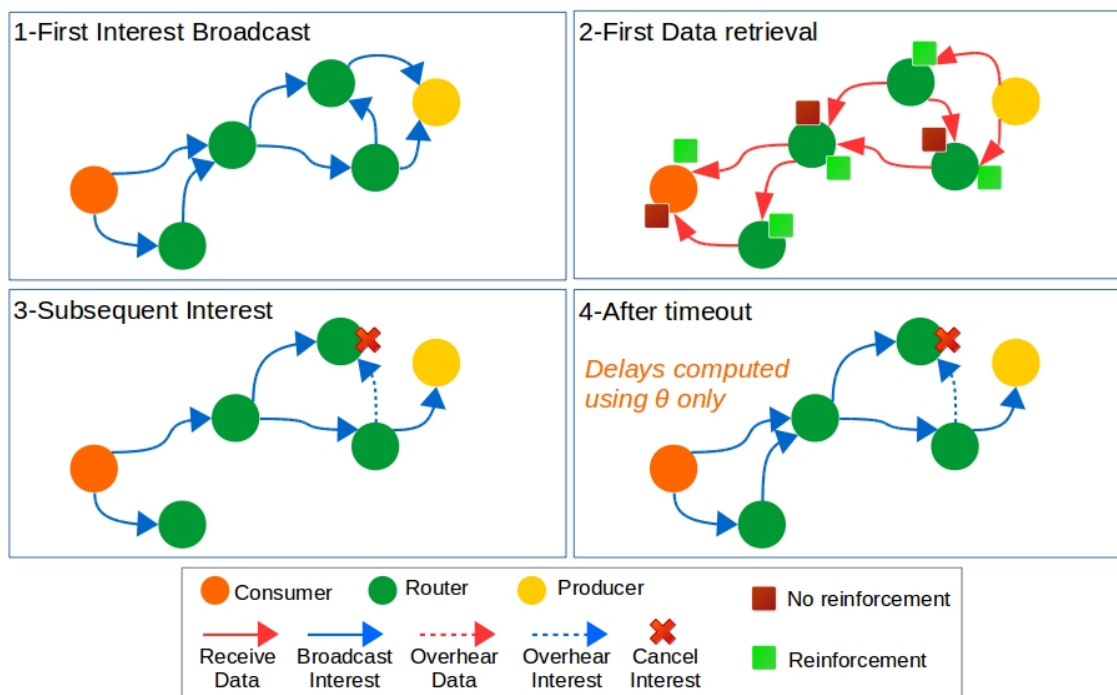 1-First Interest Broadcast
2-First Data retrieval
3-Subsequent Interest
4-After timeout
Delays computed
using θ only
Consumer
Router
Producer
No reinforcement
Receive
Data
Broadcast
Interest
Overhear
Data
Overhear
Interest
Cancel
Interest
Reinforcement